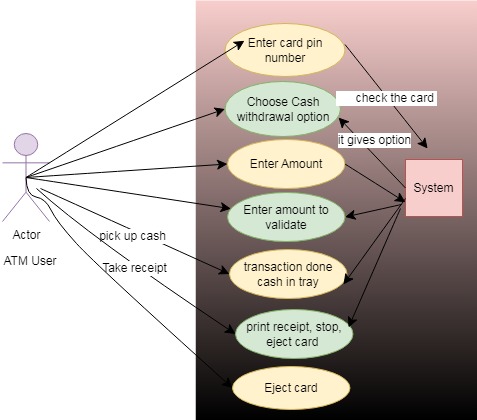 Enter card pin
number
check the card
Choose Cash
withdrawal option
it gives option
Enter Amount
System
Enter amount to
validate
Actor
ATM User
pick up cash
Take receipt
transaction done
cash in tray
print receipt, stop,
eject card
Eject card